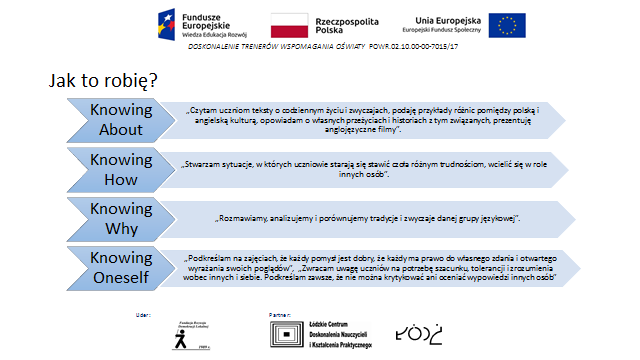 Fundusze
Europejskie
Wiedza Edukacja Rozwój
Rzeczpospolita
Polska
Unia Europejska
Europejski Fundusz Społeczny
DOSKONALENIE TRENERÓW WSPOMAGANIA OŚWIATY POWR.02.10.00-00-7015/17
Jak to robię?
Knowing
About
„Czytam uczniom teksty o codziennym życiu i zwyczajach, podaję przykłady różnic pomiędzy polską i
angielską kulturą, opowiadam o własnych przeżyciach i historiach z tym związanych, prezentuję
anglojęzyczne filmy”.
Knowing
How
„Stwarzam sytuacje, w których uczniowie starają się stawić czoła różnym trudnościom, wcielić się w role
innych osób”.
Knowing
Why
„Rozmawiamy, analizujemy i porównujemy tradycje i zwyczaje danej grupy językowej”.
Knowing
Oneself
„Podkreślam na zajęciach, że każdy pomysł jest dobry, że każdy ma prawo do własnego zdania i otwartego
wyrażania swoich poglądów”, „Zwracam uwagę uczniów na potrzebę szacunku, tolerancji i zrozumienia
wobec innych i siebie. Podkreślam zawsze, że nie można krytykować ani oceniać wypowiedzi innych osób”
Lider:
Partner:
Fundacja Rozwoju
Demokracji Lokalnej
Łódzkie Centrum
Doskonalenia Nauczycieli
i Kształcenia Praktycznego